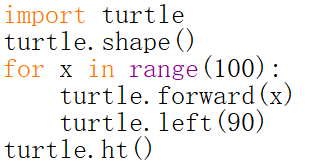 import turtle
turtle.shape()
for x in range(100):
    turtle.forward(x)
    turtle.left(90)
turtle.ht()